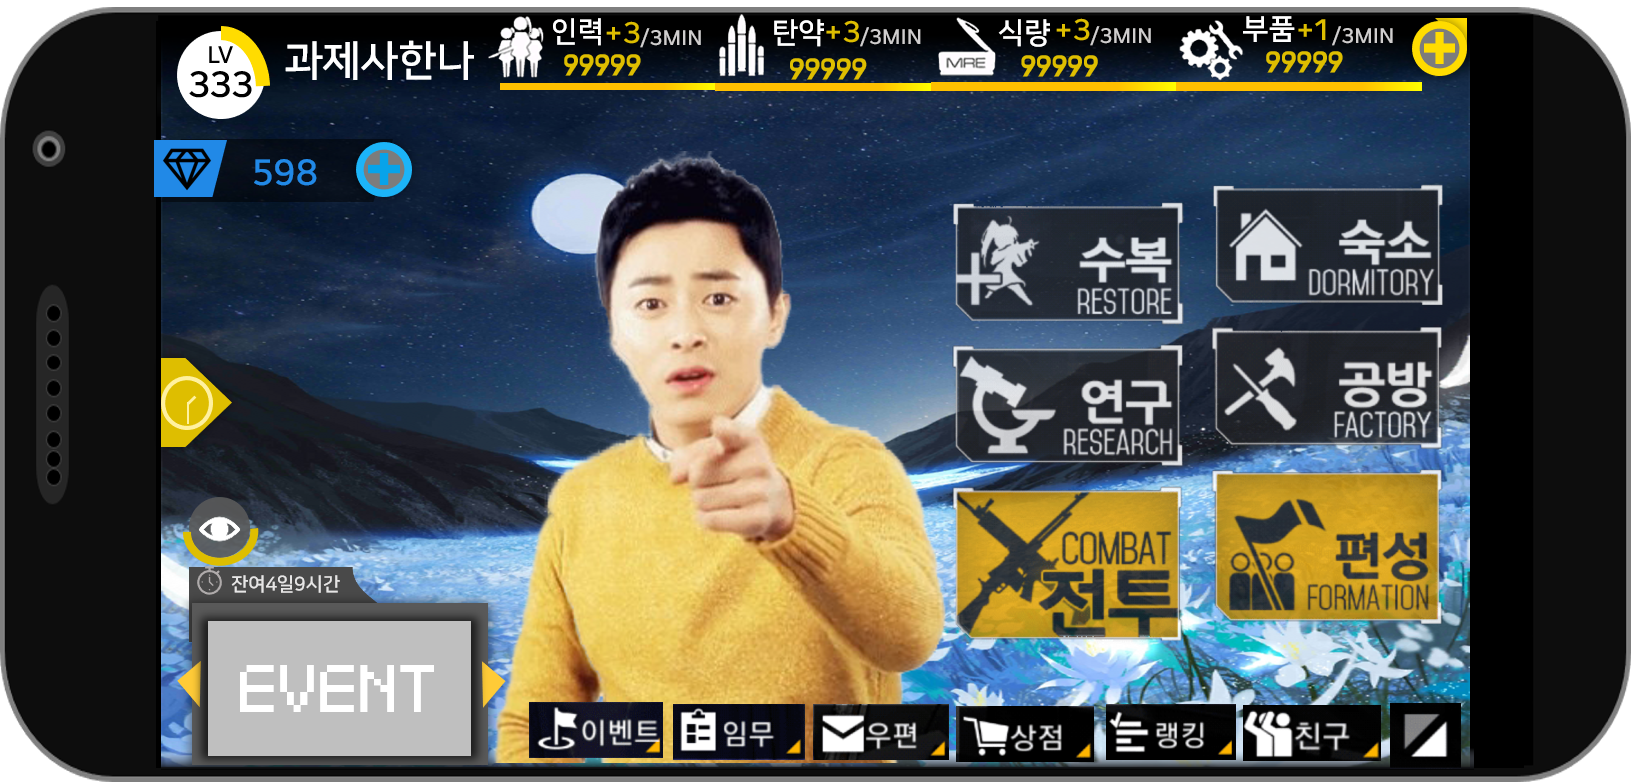 LV
333
과제사한나
인력+3/3MIN
99999
탄약+3/3MIN
99999
MRE
식량+3/3MIN
99999
부품+1/3MIN
99999
598
수복
RESTORE
숙소
DORMITORY
연구
RESEARCH
공방
FACTORY
COMBAT
전투
편성
FORMATION
잔여4일9시간
EVENT
이벤트
임무
우편
상점
랭킹
친구